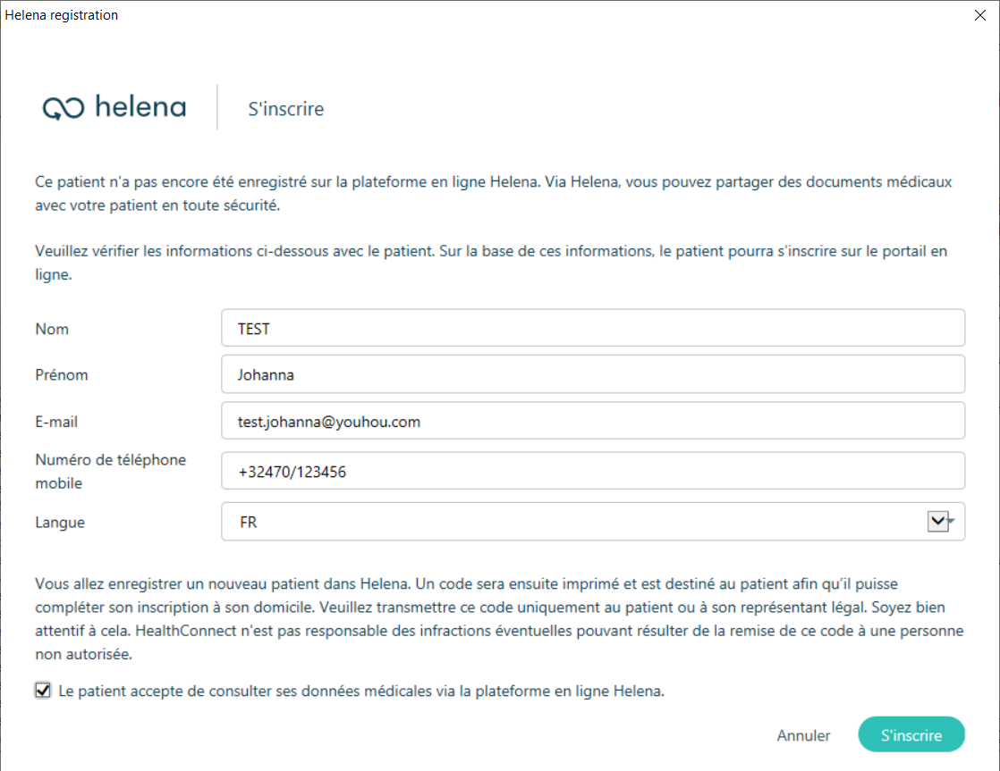 Helena registration
helena
S'inscrire
Ce patient n'a pas encore été enregistré sur la plateforme en ligne Helena. Via Helena, vous pouvez partager des documents médicaux
avec votre patient en toute sécurité.
Veuillez vérifier les informations ci-dessous avec le patient. Sur la base de ces informations, le patient pourra s’inscrire sur le portail en
ligne.
Nom
TEST
Prénom
Johanna
E-mail
test.johanna@youhou.com
Numéro de téléphone
mobile
+32470/123456
Langue
FR
Vous allez enregistrer un nouveau patient dans Helena. Un code sera ensuite imprimé et est destiné au patient afin qu’il puisse
compléter son inscription à son domicile. Veuillez transmettre ce code uniquement au patient ou à son représentant légal. Soyez bien
attentif à cela. HealthConnect n'est pas responsable des infractions éventuelles pouvant résulter de la remise de ce code à une personne
non autorisée.
Le patient accepte de consulter ses données médicales via la plateforme en ligne Helena.
Annuler
S'inscrire